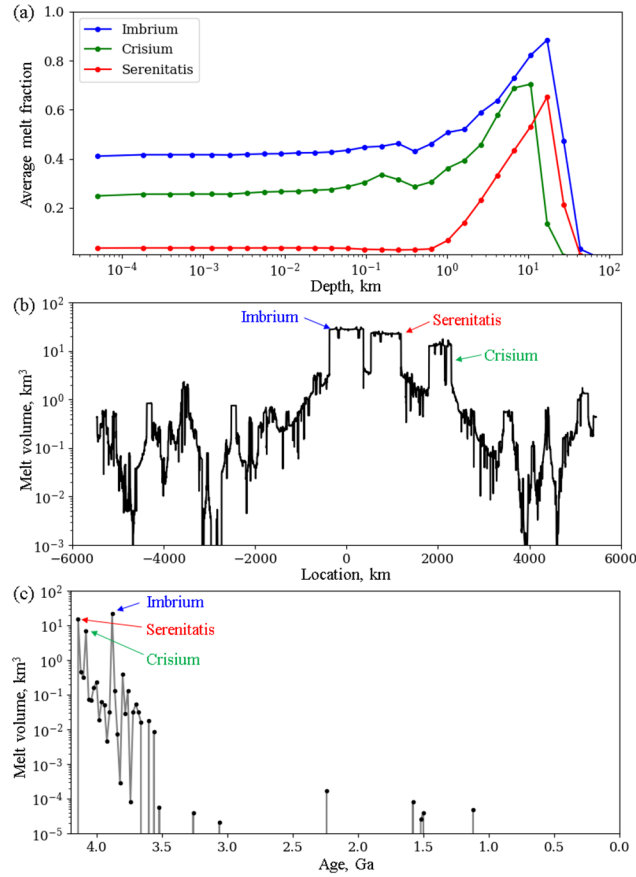 (a)
1.0
0.8
0.6
0.4
0.2
Average melt fraction
Imbrium
Crisium
Serenitatis
10⁻⁴ 10⁻³ 10⁻² 10⁻¹ 10⁰ 10¹ 10²
Depth, km
(b)
10²
10¹
10⁰
10⁻¹
10⁻²
10⁻³
Melt volume, km³
Imbrium
Serenitatis
Crisium
−6000 −4000 −2000 0 2000 4000 6000
Location, km
(c)
10²
10¹
10⁰
10⁻¹
10⁻²
10⁻³
10⁻⁴
10⁻⁵
Melt volume, km³
Imbrium
Serenitatis
Crisium
4.0 3.5 3.0 2.5 2.0 1.5 1.0 0.5 0.0
Age, Ga